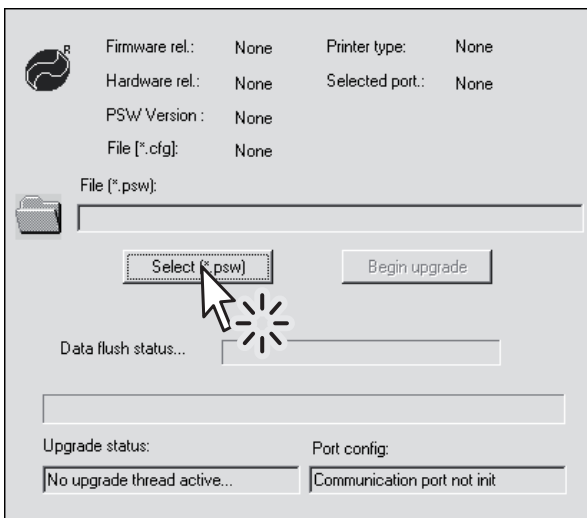 R
Firmware rel.: None Printer type: None
Hardware rel.: None Selected port.: None
PSW Version : None
File [*.cfg]: None
File (*.psw):
Select (*.psw) Begin upgrade
Data flush status...
Upgrade status: Port config:
No upgrade thread active... Communication port not init